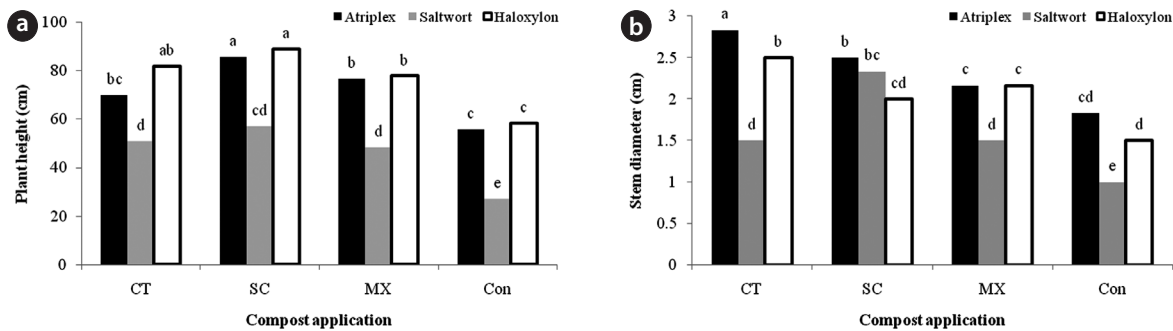 a
Atriplex Saltwort Haloxylon
100
80
60
40
20
0
Plant height (cm)
bc d ab
a cd a
b d b
c e c
CT SC MX Con
Compost application
b
Atriplex Saltwort Haloxylon
3
2.5
2
1.5
1
0.5
0
Stem diameter (cm)
a d b
b bc cd
c d c
cd e d
CT SC MX Con
Compost application